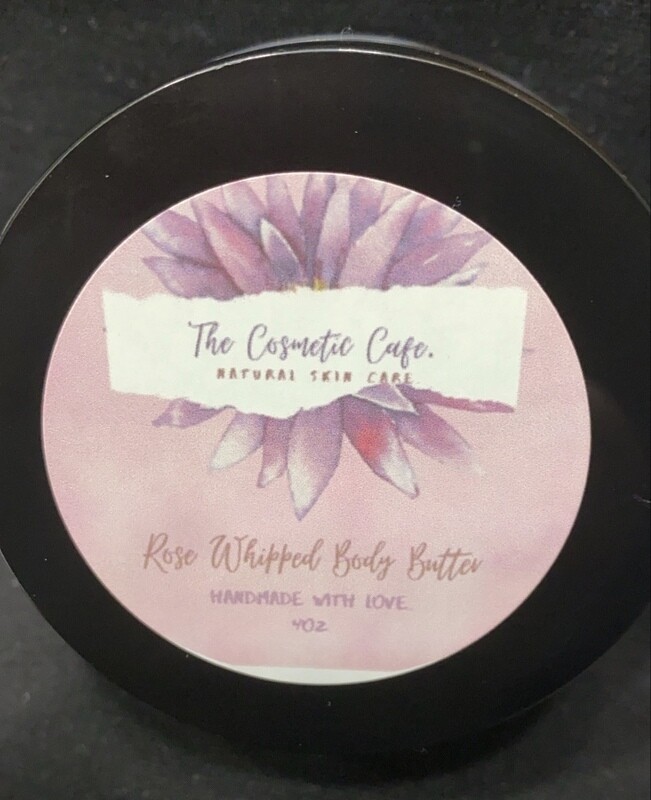 The Cosmetic Cafe.
NATURAL SKIN CARE.
Rose Whipped Body Butter
HANDMADE WITH LOVE.
4OZ